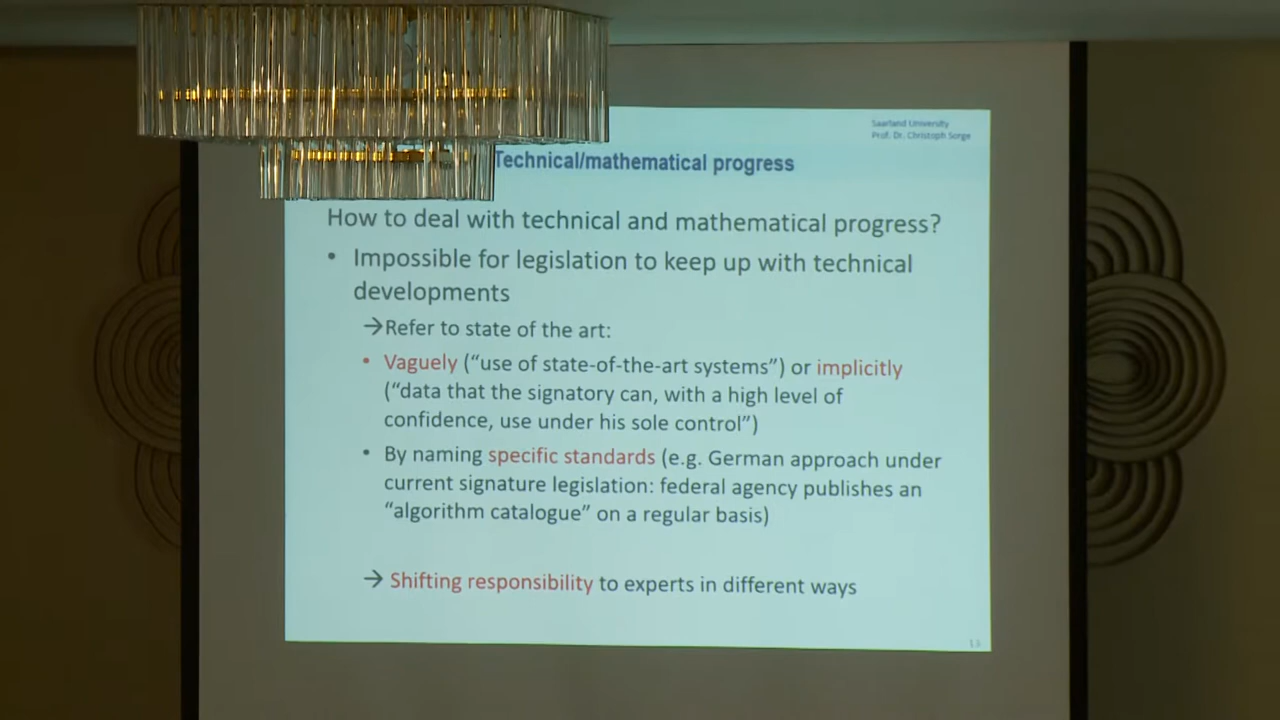 Saarland University
Prof. Dr. Christoph Sorge
Technical/mathematical progress
How to deal with technical and mathematical progress?
• Impossible for legislation to keep up with technical
developments
→Refer to state of the art:
• Vaguely (“use of state-of-the-art systems”) or implicitly
(“data that the signatory can, with a high level of
confidence, use under his sole control”)
• By naming specific standards (e.g. German approach under
current signature legislation: federal agency publishes an
“algorithm catalogue” on a regular basis)
→ Shifting responsibility to experts in different ways